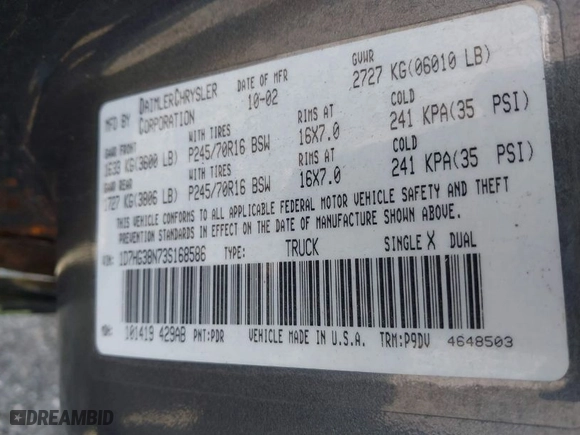 MFD BY DAIMLERCHRYSLER CORPORATION DATE OF MFR 10-02 GVWR 2727 KG(06010 LB)
GAWR FRONT WITH TIRES RIMS AT COLD
1633 KG(3600 LB) P245/70R16 BSW 16X7.0 241 KPA(35 PSI)
GAWR REAR WITH TIRES RIMS AT COLD
1727 KG(3806 LB) P245/70R16 BSW 16X7.0 241 KPA(35 PSI)
THIS VEHICLE CONFORMS TO ALL APPLICABLE FEDERAL MOTOR VEHICLE SAFETY AND THEFT
PREVENTION STANDARDS IN EFFECT ON THE DATE OF MANUFACTURE SHOWN ABOVE.
VIN: 1D7HG38N73S168586 TYPE: TRUCK SINGLE X DUAL
MDH: 101419 429AB PNT:PDR VEHICLE MADE IN U.S.A. TRM:P9DV 4648503
DREAMBID